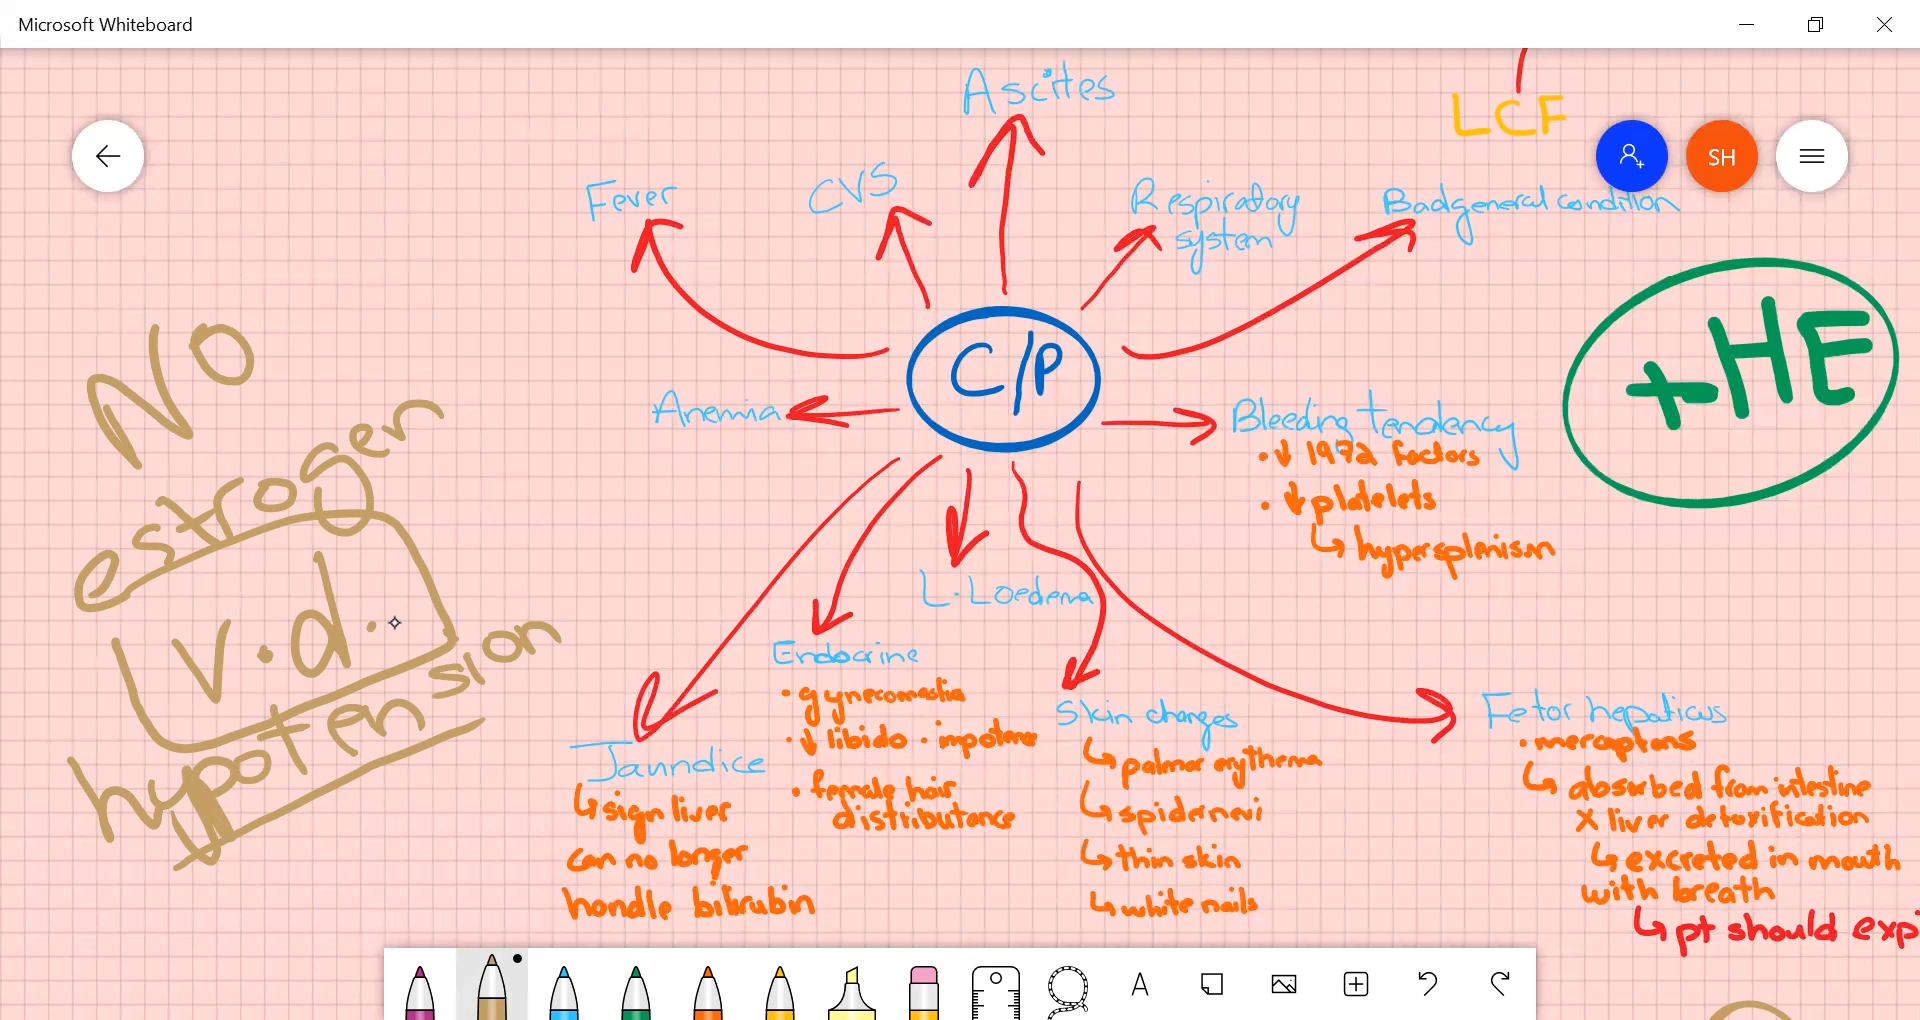 Microsoft Whiteboard
Ascites
LCF
SH
Fever
CVS
Respiratory
system
Bad general condition
NO
estrogen
V.d.
hypotension
C/P
+HE
Anemia
Bleeding tendency
• ↓ 1972 factors
• ↓ platelets
↳ hypersplenism
L.Loedema
Endocrine
• gynecomastia
• ↓ libido . impotence
• female hair
distributance
Jaundice
↳ sign liver
can no longer
handle bilirubin
Skin changes
↳ palmar erythema
↳ spider nevi
↳ thin skin
↳ white nails
Fetor hepaticus
• mercaptans
↳ absorbed from intestine
X liver detoxification
↳ excreted in mouth
with breath
↳ pt should exp
A